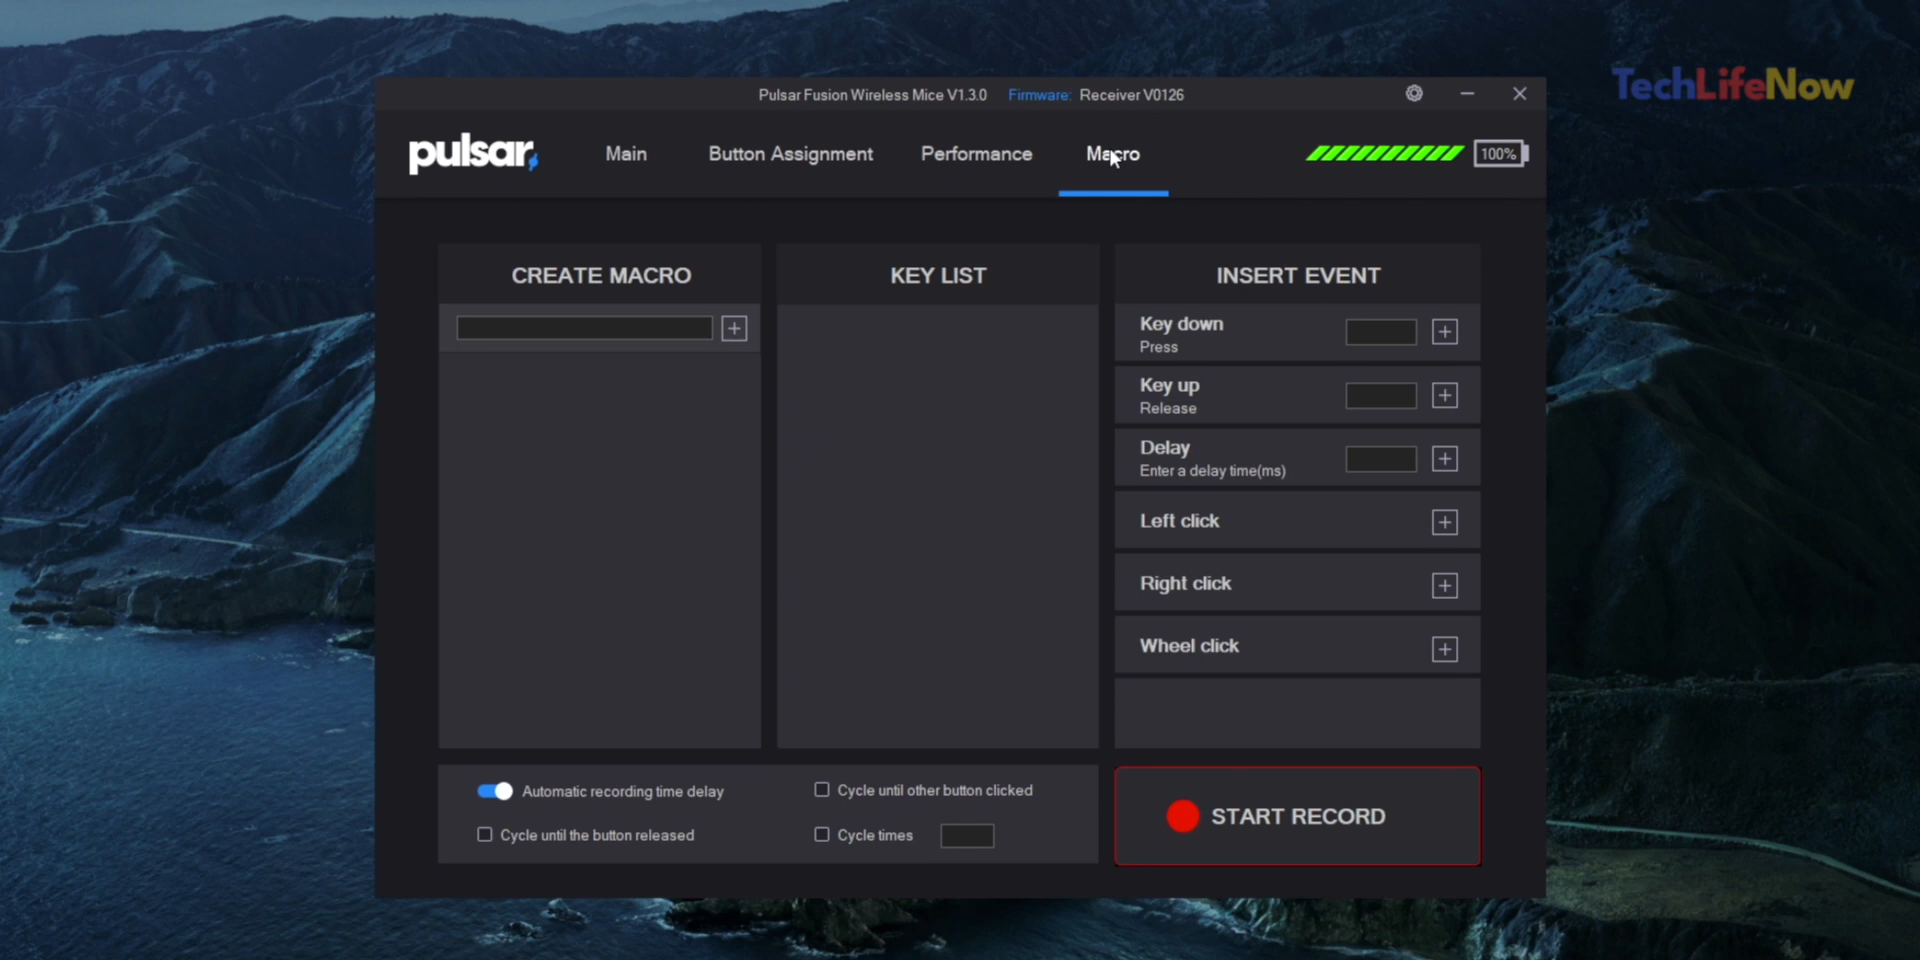 TechLifeNow
Pulsar Fusion Wireless Mice V1.3.0 Firmware: Receiver V0126
pulsar
Main Button Assignment Performance Macro 100%
CREATE MACRO
KEY LIST
INSERT EVENT
Key down
Press
Key up
Release
Delay
Enter a delay time(ms)
Left click
Right click
Wheel click
Automatic recording time delay
Cycle until other button clicked
Cycle until the button released
Cycle times
START RECORD